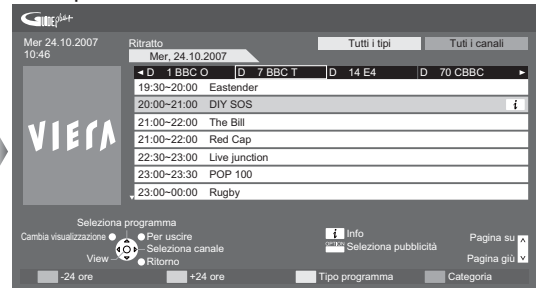 GUIDE plus+
Mer 24.10.2007
10:46
Ritratto
Mer, 24.10.2007
Tutti i tipi
Tuti i canali
◄ D 1 BBC O D 7 BBC T D 14 E4 D 70 CBBC ►
19:30~20:00 Eastender
20:00~21:00 DIY SOS i
21:00~22:00 The Bill
21:00~22:00 Red Cap
22:30~23:00 Live junction
23:00~23:30 POP 100
23:00~00:00 Rugby
VIERA
Seleziona programma
Cambia visualizzazione
View
Per uscire
Seleziona canale
Ritorno
i Info
OPTION Seleziona pubblicità
Pagina su
Pagina giù
-24 ore
+24 ore
Tipo programma
Categoria